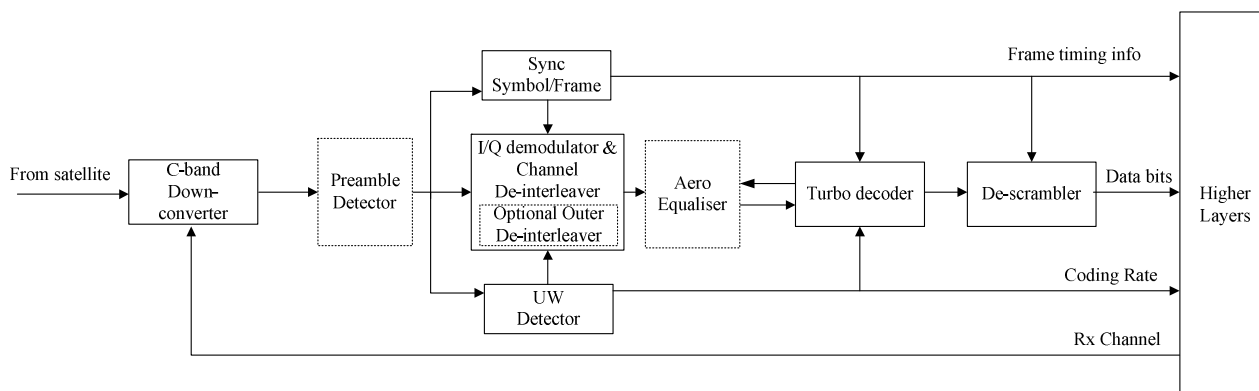 Sync
Symbol/Frame
Frame timing info
From satellite
C-band
Down-
converter
Preamble
Detector
I/Q demodulator &
Channel
De-interleaver
Optional Outer
De-interleaver
Aero
Equaliser
Turbo decoder
De-scrambler
Data bits
Higher
Layers
UW
Detector
Coding Rate
Rx Channel